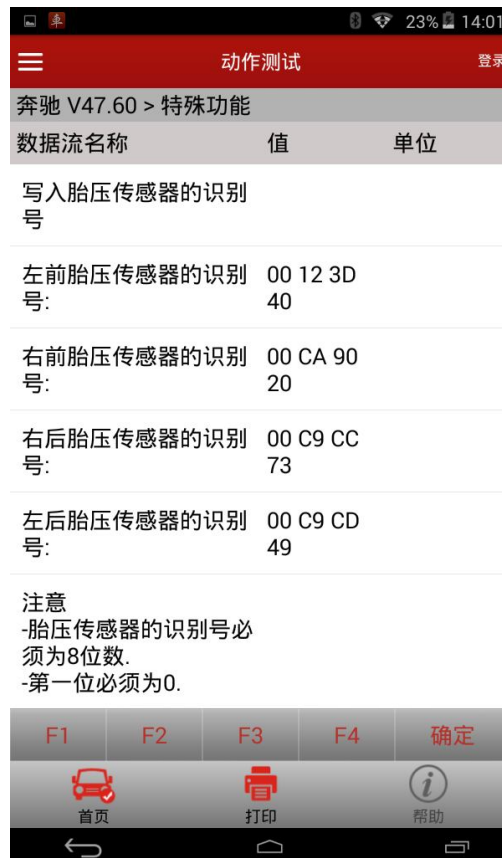 車
23% 14:01
动作测试
登录
奔驰 V47.60 > 特殊功能
数据流名称 值 单位
写入胎压传感器的识别
号
左前胎压传感器的识别 00 12 3D
号: 40
右前胎压传感器的识别 00 CA 90
号: 20
右后胎压传感器的识别 00 C9 CC
号: 73
左后胎压传感器的识别 00 C9 CD
号: 49
注意
-胎压传感器的识别号必
须为8位数.
-第一位必须为0.
F1 F2 F3 F4 确定
首页 打印 帮助